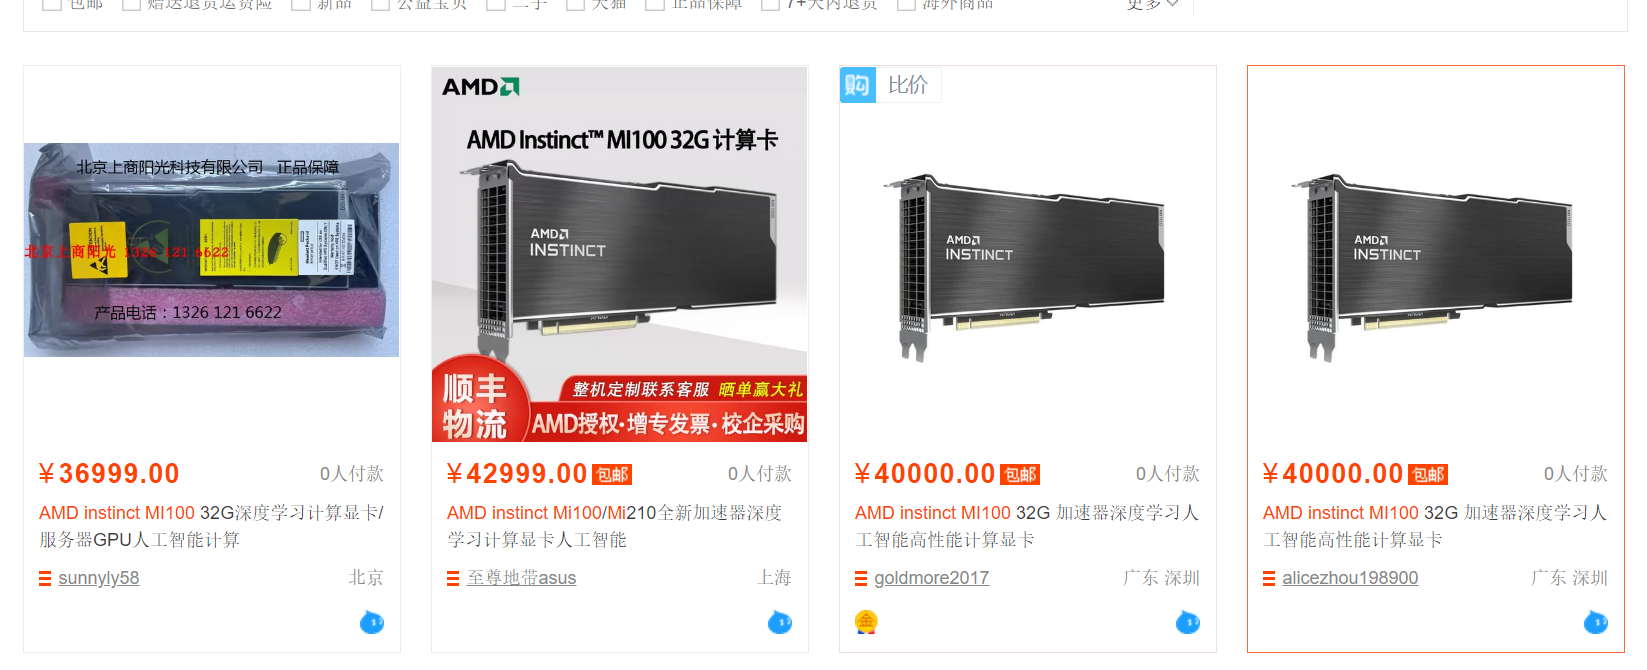 包邮 赠送退货运费险 新品 公益宝贝 二手 天猫 正品保障 7+天内退货 海外商品 更多
北京上商阳光科技有限公司 正品保障
北京上商阳光 1326 121 6622
产品电话：1326 121 6622
￥36999.00 0人付款
AMD instinct MI100 32G深度学习计算显卡/
服务器GPU人工智能计算
sunnyly58 北京
AMD
AMD Instinct™ MI100 32G 计算卡
AMD
INSTINCT
顺丰
物流
整机定制联系客服 晒单赢大礼
AMD授权·增专发票·校企采购
￥42999.00 包邮 0人付款
AMD instinct Mi100/Mi210全新加速器深度
学习计算显卡人工智能
至尊地带asus 上海
购 比价
AMD
INSTINCT
￥40000.00 包邮 0人付款
AMD instinct MI100 32G 加速器深度学习人
工智能高性能计算显卡
goldmore2017 广东 深圳
金
AMD
INSTINCT
￥40000.00 包邮 0人付款
AMD instinct MI100 32G 加速器深度学习人
工智能高性能计算显卡
alicezhou198900 广东 深圳